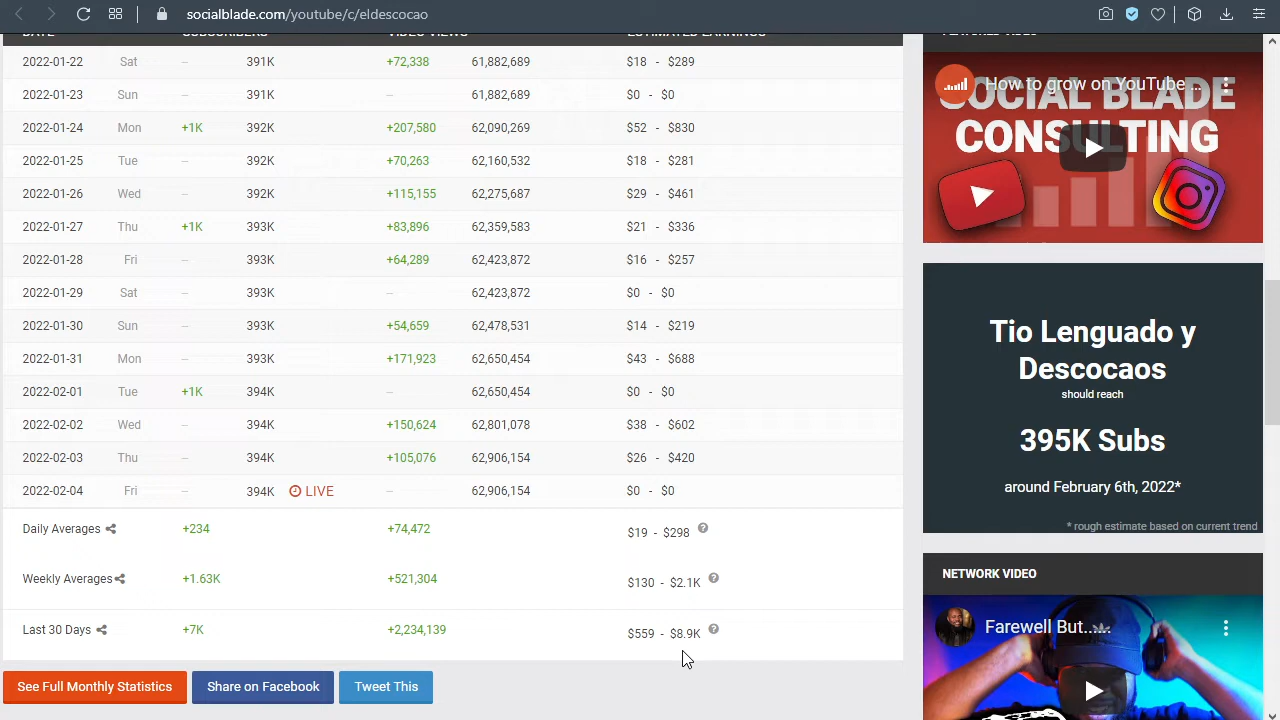 socialblade.com/youtube/c/eldescocao
DATE SUBSCRIBERS VIDEO VIEWS ESTIMATED EARNINGS
2022-01-22 Sat – 391K +72,338 61,882,689 $18 - $289
2022-01-23 Sun – 391K – 61,882,689 $0 - $0
2022-01-24 Mon +1K 392K +207,580 62,090,269 $52 - $830
2022-01-25 Tue – 392K +70,263 62,160,532 $18 - $281
2022-01-26 Wed – 392K +115,155 62,275,687 $29 - $461
2022-01-27 Thu +1K 393K +83,896 62,359,583 $21 - $336
2022-01-28 Fri – 393K +64,289 62,423,872 $16 - $257
2022-01-29 Sat – 393K – 62,423,872 $0 - $0
2022-01-30 Sun – 393K +54,659 62,478,531 $14 - $219
2022-01-31 Mon – 393K +171,923 62,650,454 $43 - $688
2022-02-01 Tue +1K 394K – 62,650,454 $0 - $0
2022-02-02 Wed – 394K +150,624 62,801,078 $38 - $602
2022-02-03 Thu – 394K +105,076 62,906,154 $26 - $420
2022-02-04 Fri – 394K LIVE – 62,906,154 $0 - $0
Daily Averages +234 +74,472 $19 - $298 ?
Weekly Averages +1.63K +521,304 $130 - $2.1K ?
Last 30 Days +7K +2,234,139 $559 - $8.9K ?
See Full Monthly Statistics
Share on Facebook
Tweet This
FEATURED VIDEO
How to grow on YouTube ...
SOCIAL BLADE
CONSULTING
Tio Lenguado y
Descocaos
should reach
395K Subs
around February 6th, 2022*
* rough estimate based on current trend
NETWORK VIDEO
Farewell But......